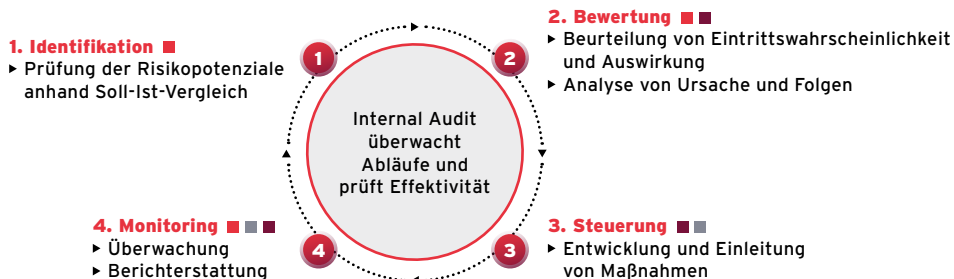 1. Identifikation
▸ Prüfung der Risikopotenziale
anhand Soll-Ist-Vergleich
2. Bewertung
▸ Beurteilung von Eintrittswahrscheinlichkeit
und Auswirkung
▸ Analyse von Ursache und Folgen
1
2
Internal Audit
überwacht
Abläufe und
prüft Effektivität
4. Monitoring
▸ Überwachung
▸ Berichterstattung
4
3
3. Steuerung
▸ Entwicklung und Einleitung
von Maßnahmen